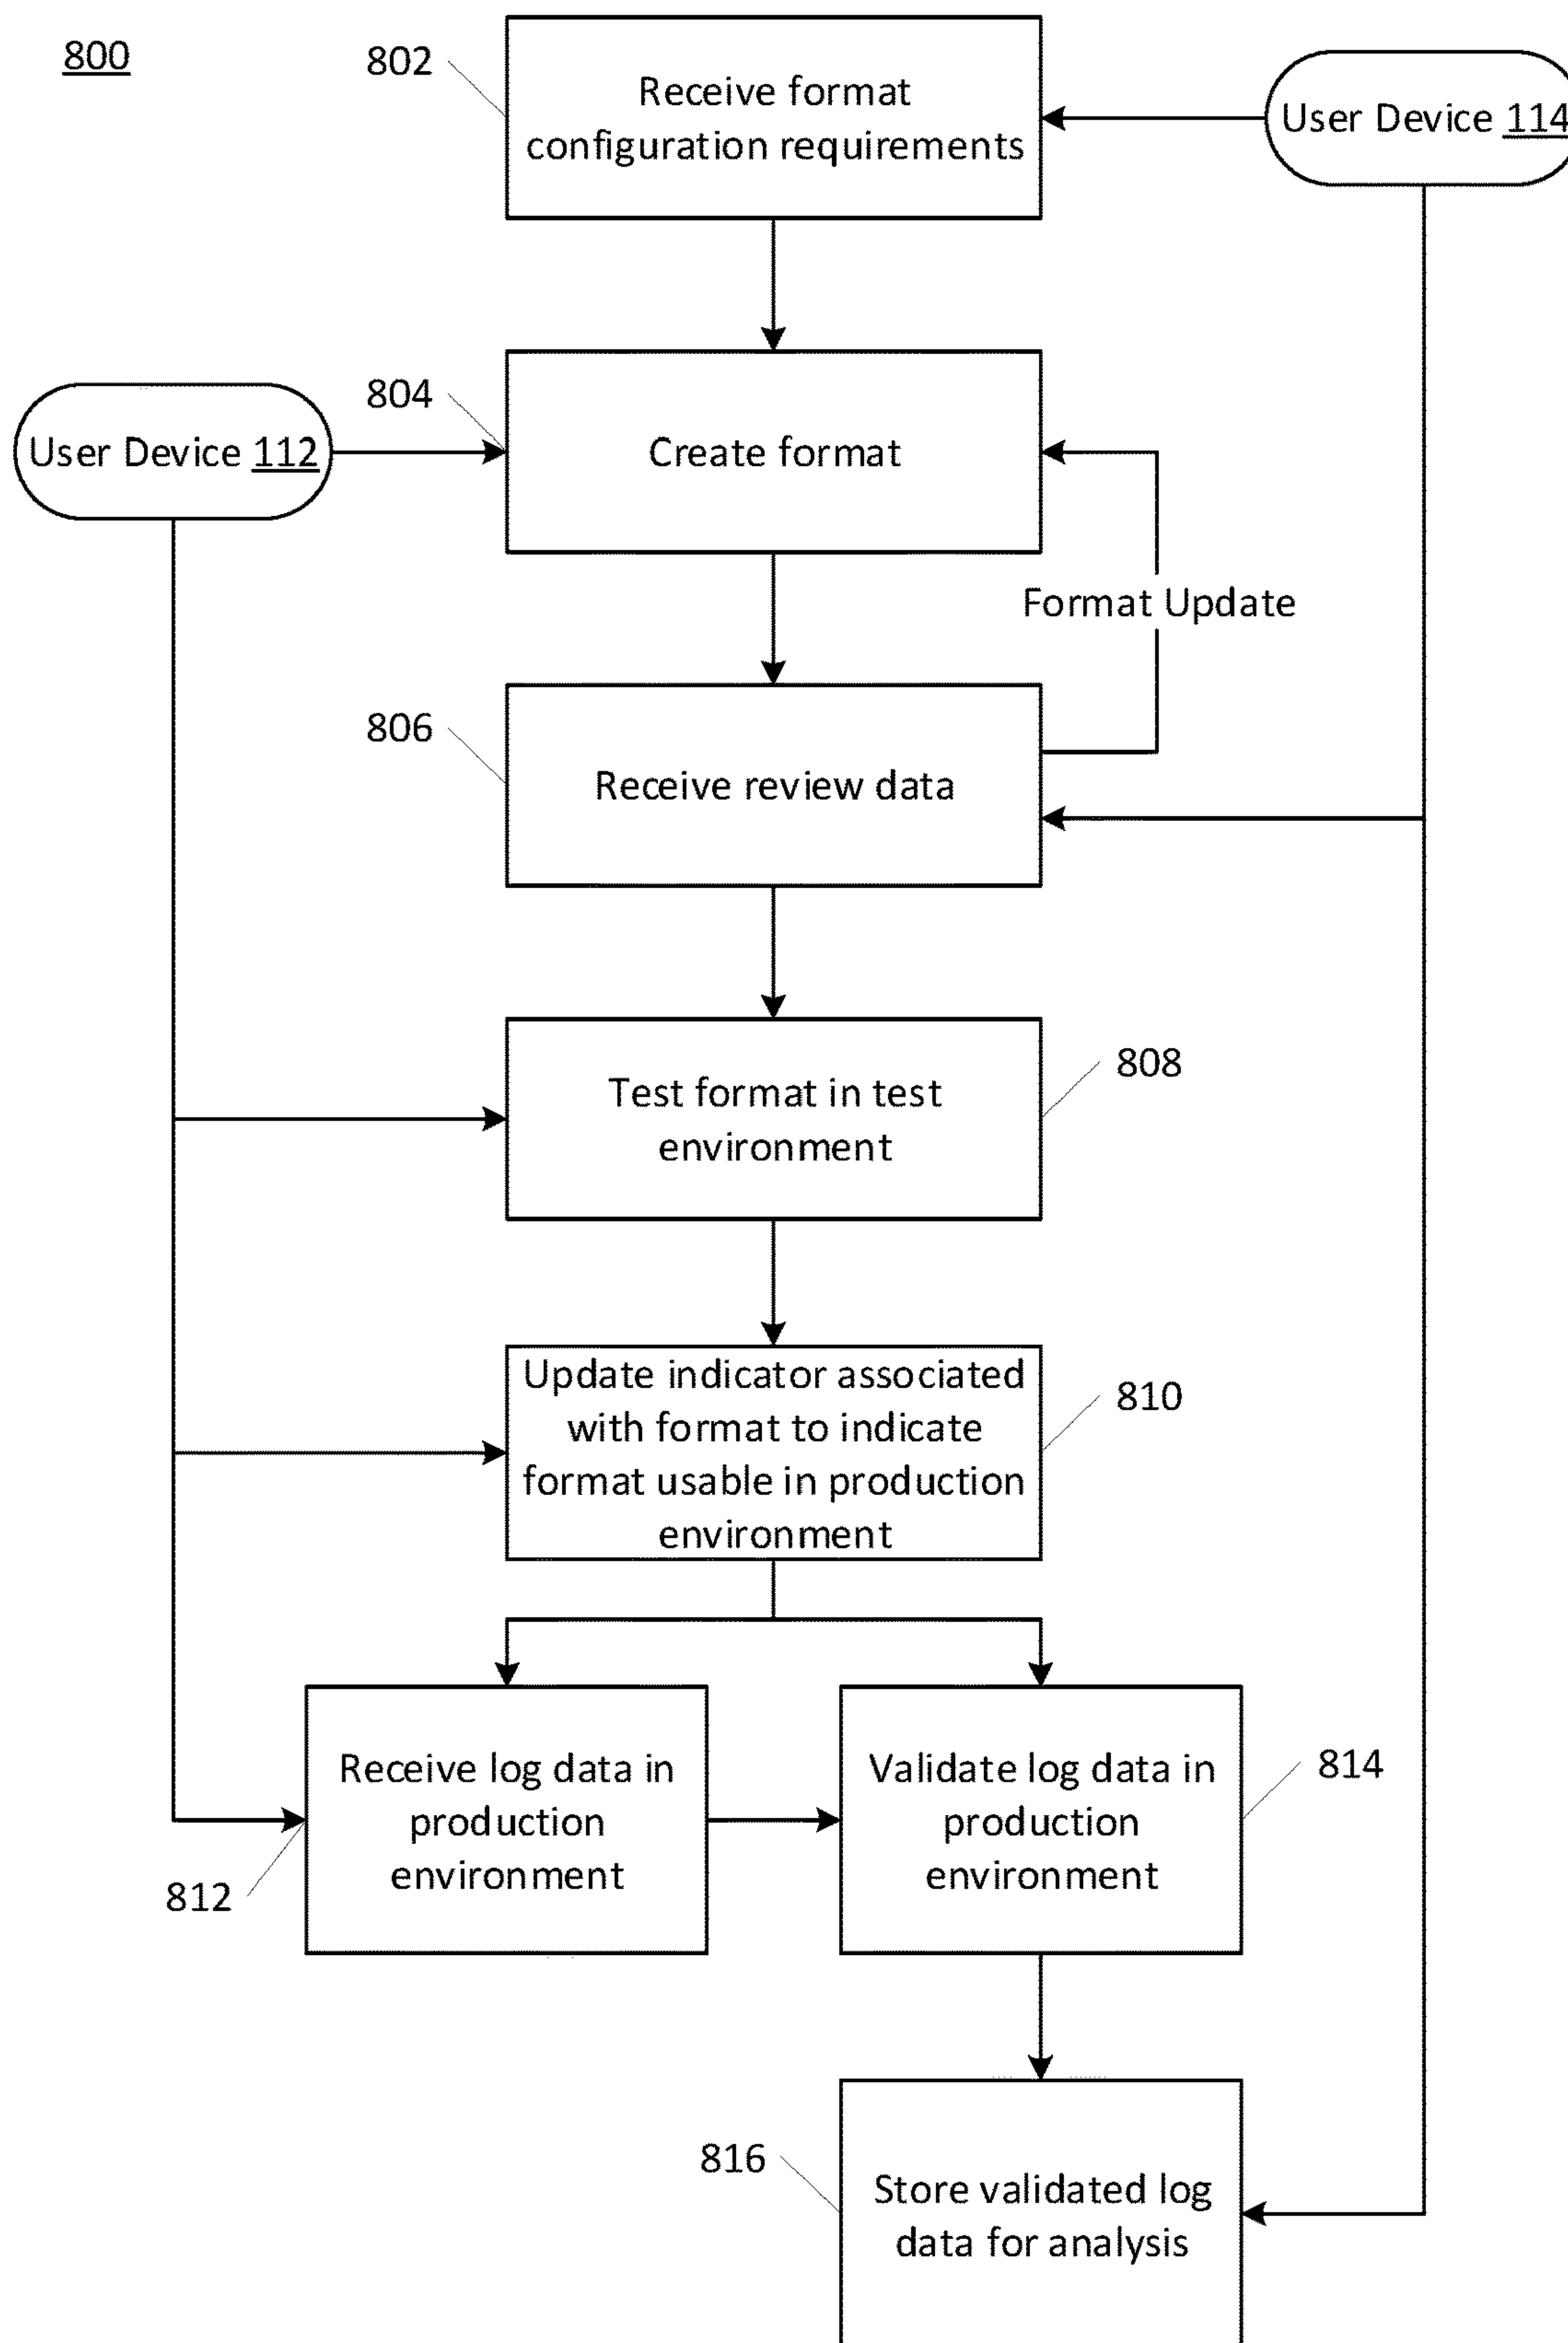 800
802
Receive format
configuration requirements
User Device 114
804
User Device 112
Create format
Format Update
806
Receive review data
808
Test format in test
environment
810
Update indicator associated
with format to indicate
format usable in production
environment
Receive log data in
production
environment
812
Validate log data in
production
environment
814
816
Store validated log
data for analysis